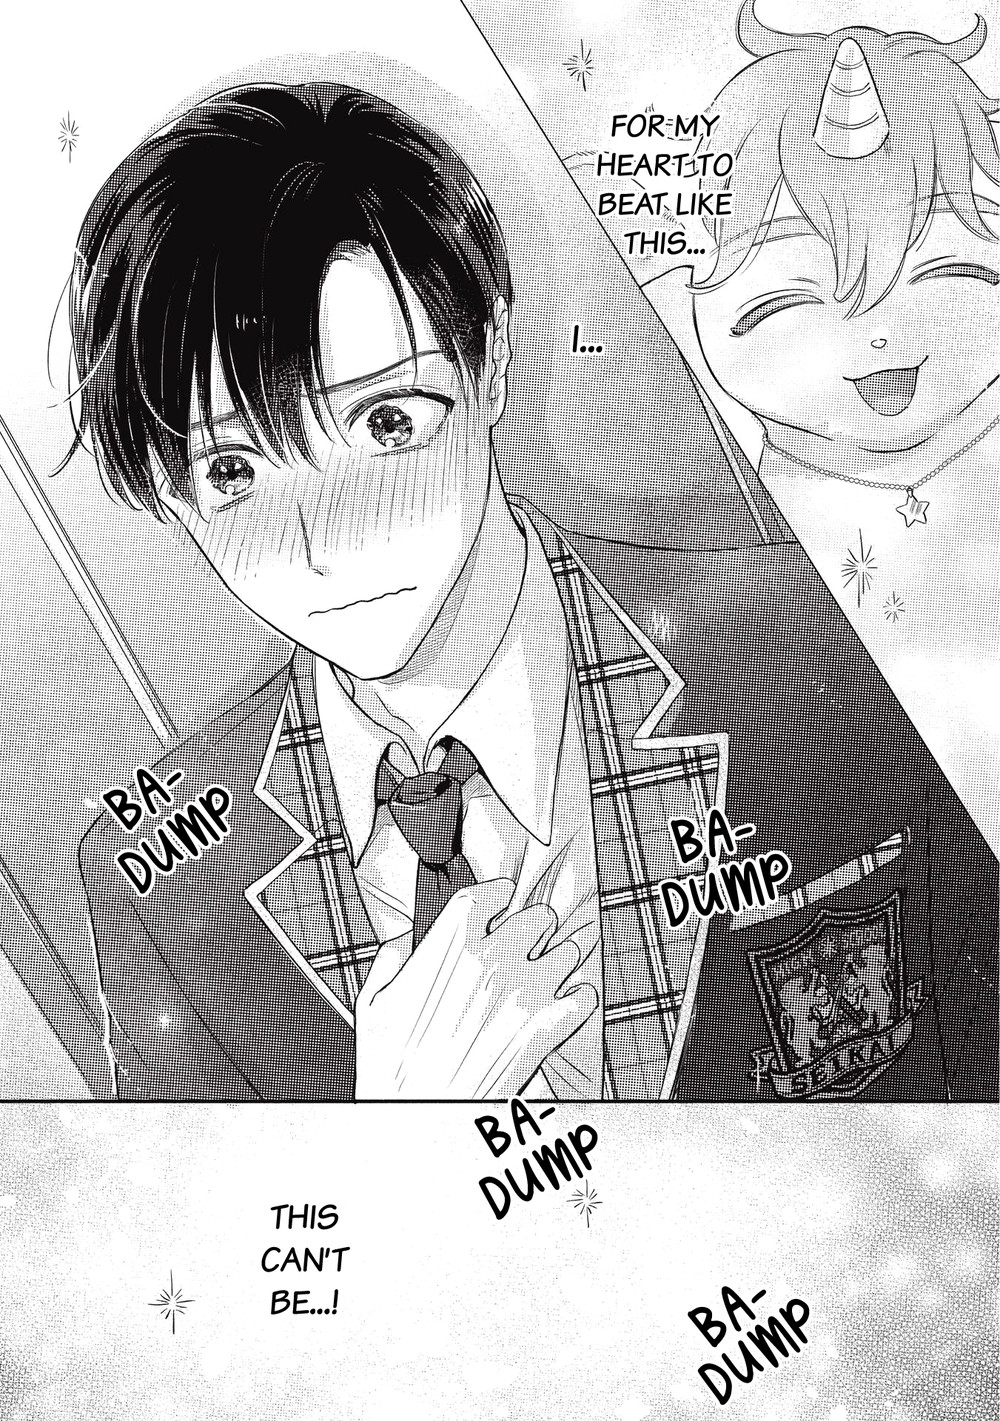 FOR MY
HEART TO
BEAT LIKE
THIS...
I...
BA-
DUMP
BA-
DUMP
SEIKAI
BA-
DUMP
THIS
CAN'T
BE...!
BA-
DUMP